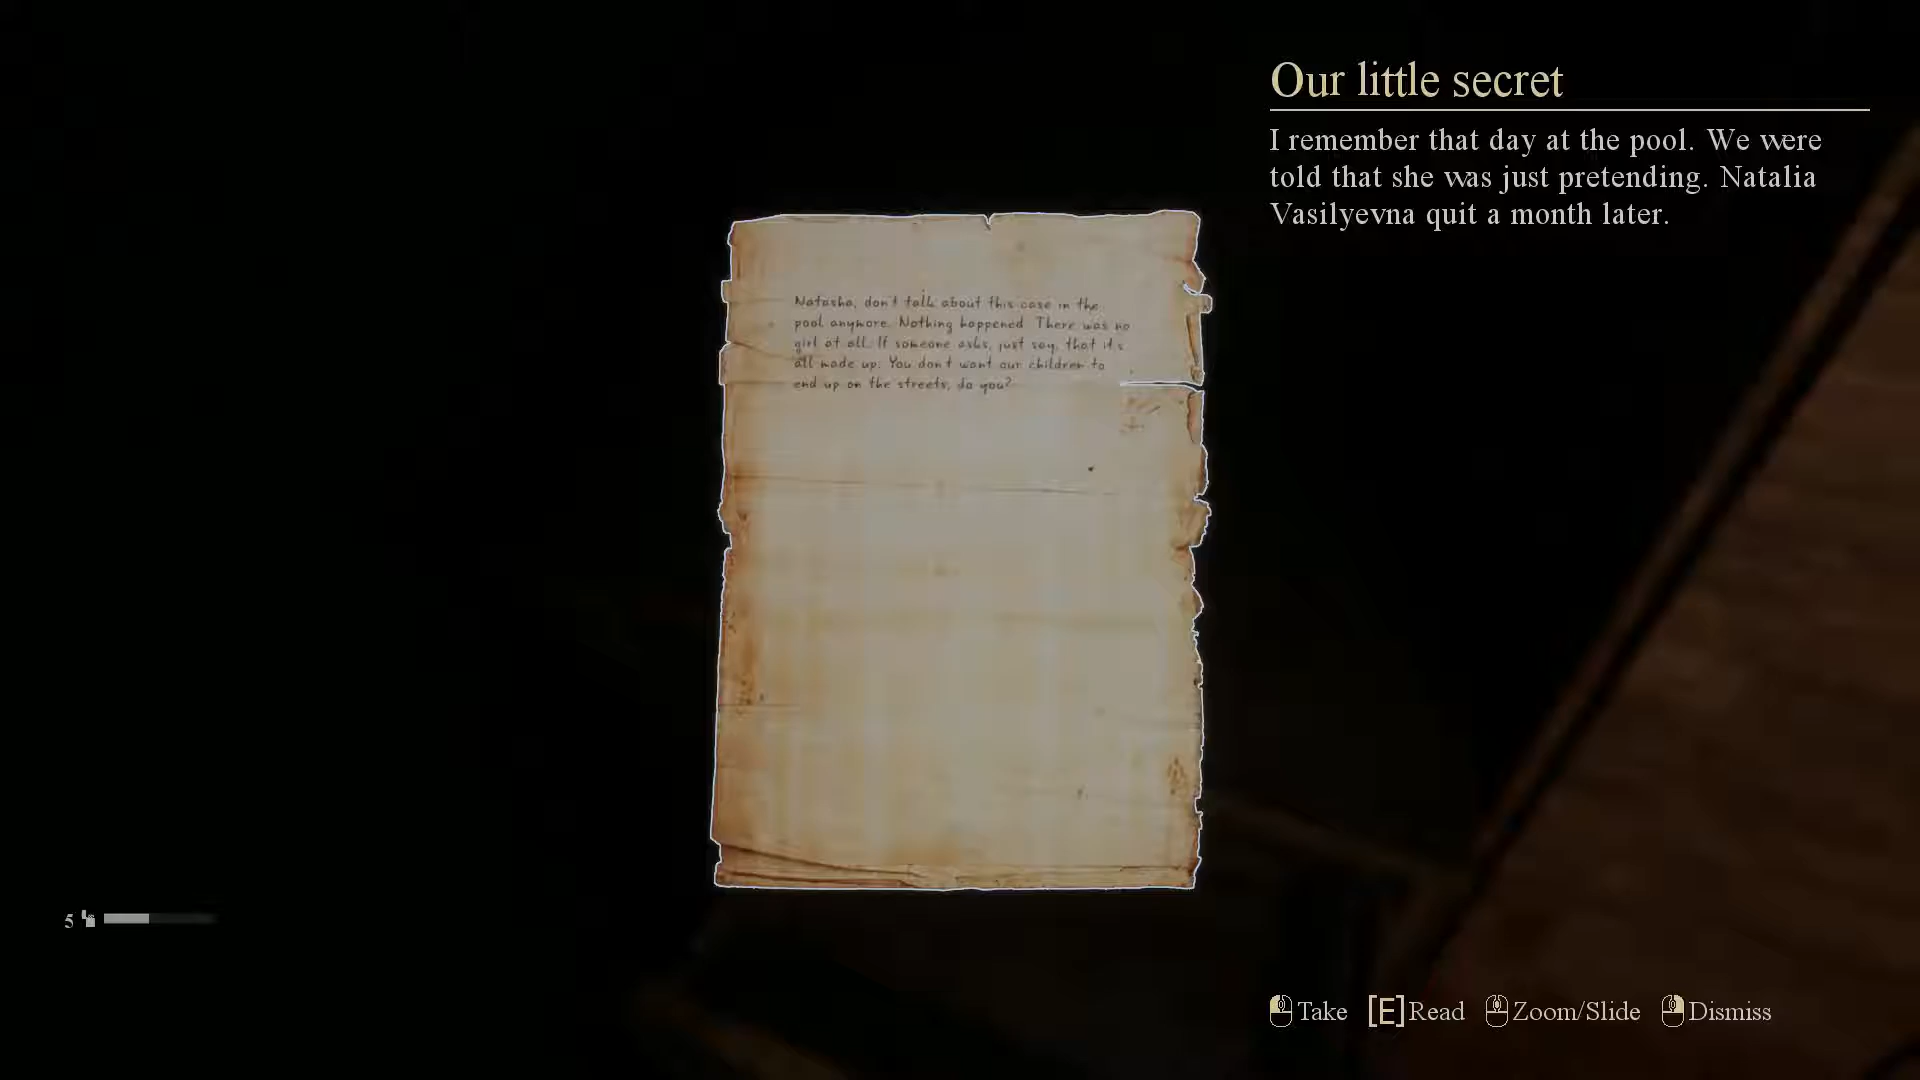 Our little secret
I remember that day at the pool. We were
told that she was just pretending. Natalia
Vasilyevna quit a month later.
Natasha, don't talk about this case in the
pool anymore. Nothing happened. There was no
girl at all. If someone asks, just say, that it's
all made up. You don't want our children to
end up on the streets, do you?
5
Take [E] Read Zoom/Slide Dismiss